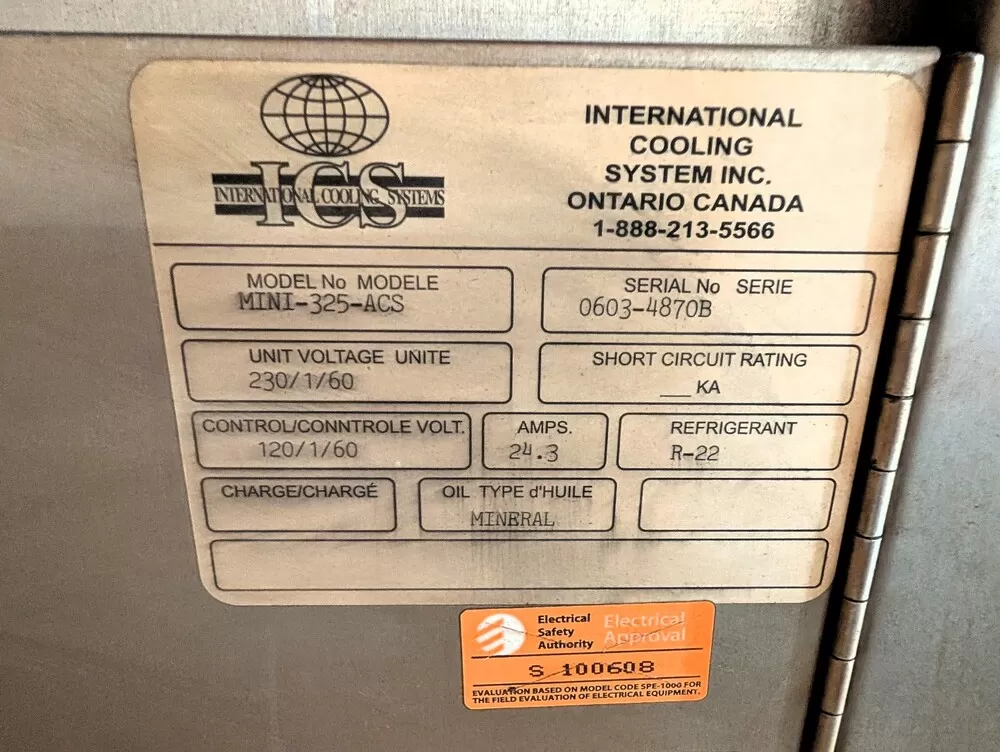 ICS
INTERNATIONAL COOLING SYSTEMS
INTERNATIONAL
COOLING
SYSTEM INC.
ONTARIO CANADA
1-888-213-5566
MODEL No MODELE
MINI-325-ACS
SERIAL No SERIE
0603-4870B
UNIT VOLTAGE UNITE
230/1/60
SHORT CIRCUIT RATING
__ KA
CONTROL/CONNTROLE VOLT.
120/1/60
AMPS.
24.3
REFRIGERANT
R-22
CHARGE/CHARGÉ
OIL TYPE d'HUILE
MINERAL
Electrical
Safety
Authority
Electrical
Approval
S 100608
EVALUATION BASED ON MODEL CODE SPE-1000 FOR
THE FIELD EVALUATION OF ELECTRICAL EQUIPMENT.